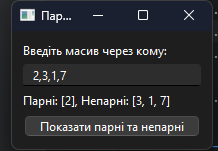 Пар...
Введіть масив через кому:
2,3,1,7
Парні: [2], Непарні: [3, 1, 7]
Показати парні та непарні